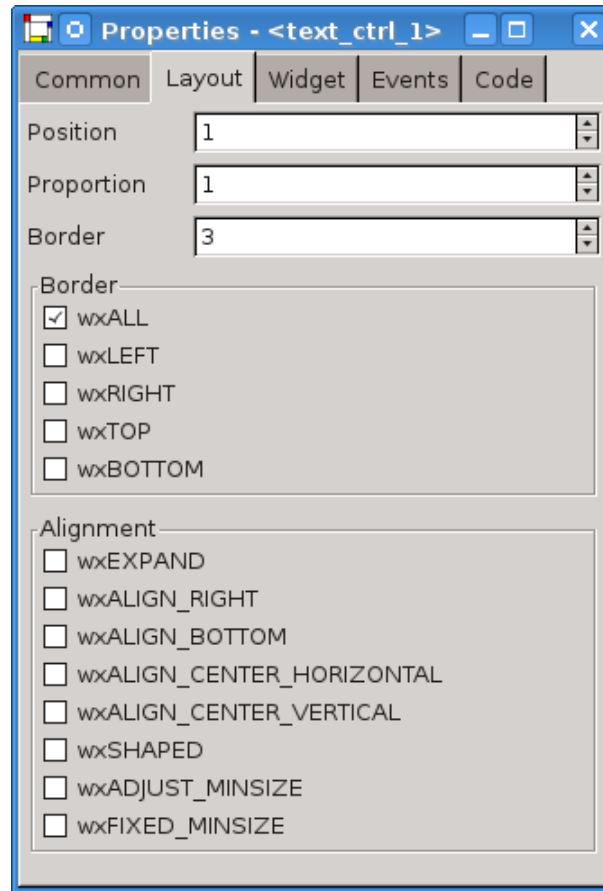 Properties - <text_ctrl_1>
Common Layout Widget Events Code
Position 1
Proportion 1
Border 3
Border
wxALL
wxLEFT
wxRIGHT
wxTOP
wxBOTTOM
Alignment
wxEXPAND
wxALIGN_RIGHT
wxALIGN_BOTTOM
wxALIGN_CENTER_HORIZONTAL
wxALIGN_CENTER_VERTICAL
wxSHAPED
wxADJUST_MINSIZE
wxFIXED_MINSIZE